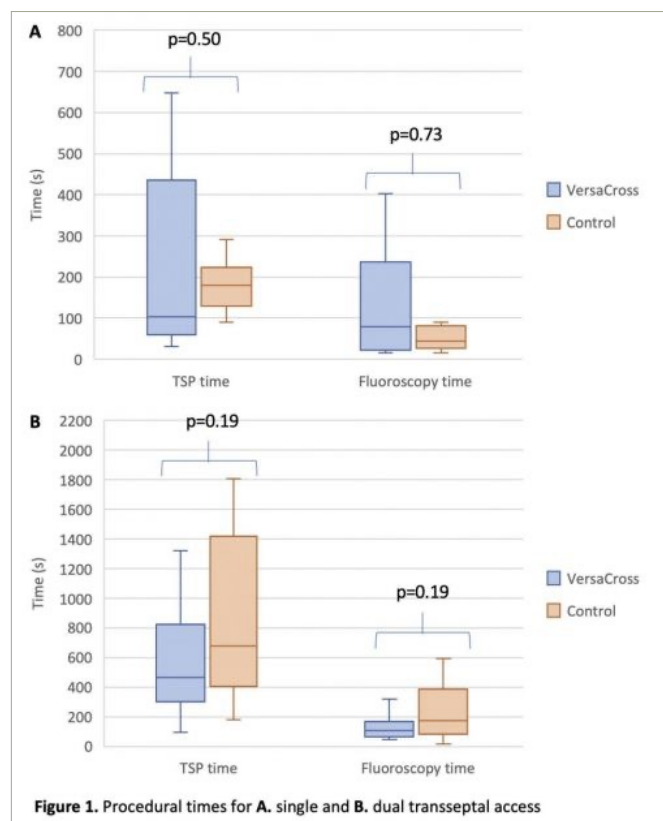 A
800
p=0.50
700
600
p=0.73
500
Time (s)
400
VersaCross
300
Control
200
100
0
TSP time Fluoroscopy time
B
2200
p=0.19
2000
1800
1600
1400
Time (s)
1200
p=0.19
VersaCross
1000
Control
800
600
400
200
0
TSP time Fluoroscopy time
Figure 1. Procedural times for A. single and B. dual transseptal access